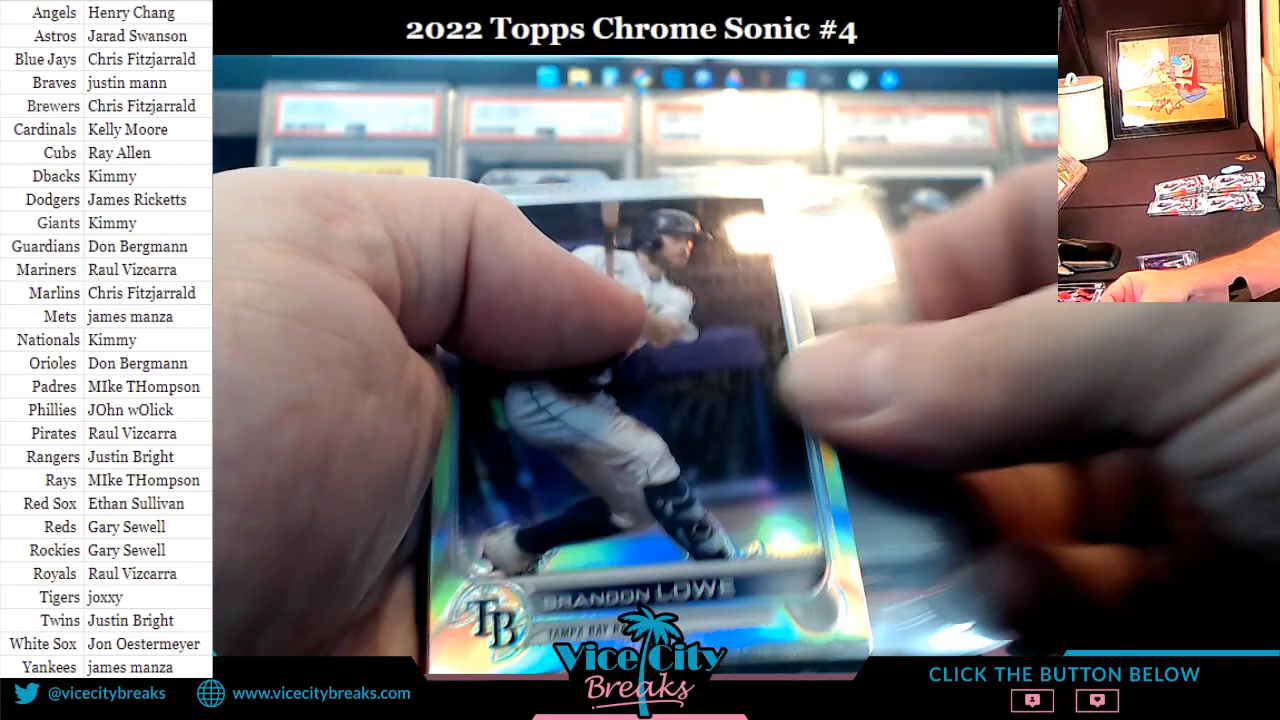 2022 Topps Chrome Sonic #4
Angels Henry Chang
Astros Jarad Swanson
Blue Jays Chris Fitzjarrald
Braves justin mann
Brewers Chris Fitzjarrald
Cardinals Kelly Moore
Cubs Ray Allen
Dbacks Kimmy
Dodgers James Ricketts
Giants Kimmy
Guardians Don Bergmann
Mariners Raul Vizcarra
Marlins Chris Fitzjarrald
Mets james manza
Nationals Kimmy
Orioles Don Bergmann
Padres MIke THompson
Phillies JOhn wOlick
Pirates Raul Vizcarra
Rangers Justin Bright
Rays MIke THompson
Red Sox Ethan Sullivan
Reds Gary Sewell
Rockies Gary Sewell
Royals Raul Vizcarra
Tigers joxxy
Twins Justin Bright
White Sox Jon Oestermeyer
Yankees james manza
BRANDON LOWE
TB
TAMPA BAY
Vice City
Breaks
@vicecitybreaks
www.vicecitybreaks.com
CLICK THE BUTTON BELOW